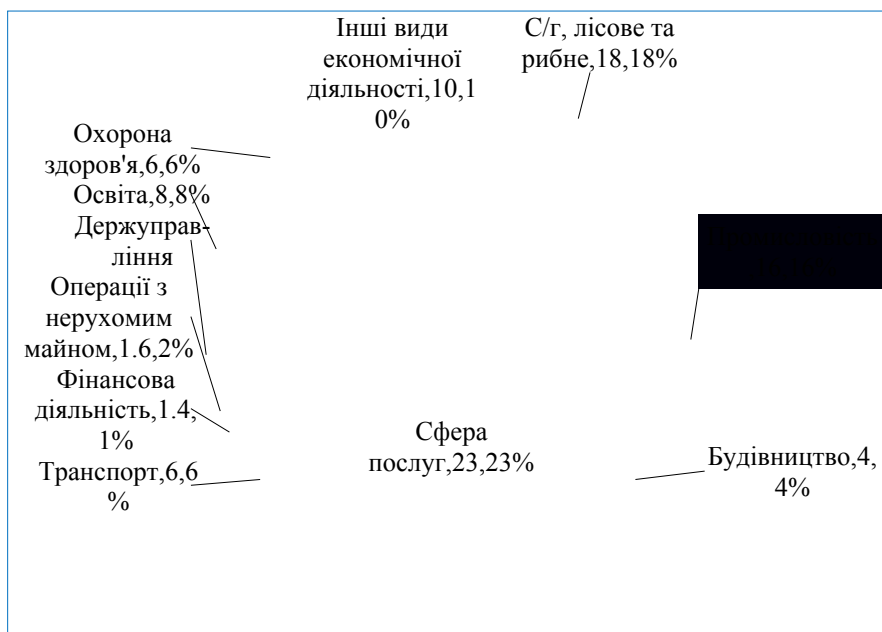 Інші види
економічної
діяльності,10,1
0%
С/г, лісове та
рибне,18,18%
Охорона
здоров'я,6,6%
Освіта,8,8%
Держуправ-
ління
Операції з
нерухомим
майном,1.6,2%
Фінансова
діяльність,1.4,
1%
Транспорт,6,6
%
Сфера
послуг,23,23%
Будівництво,4,
4%